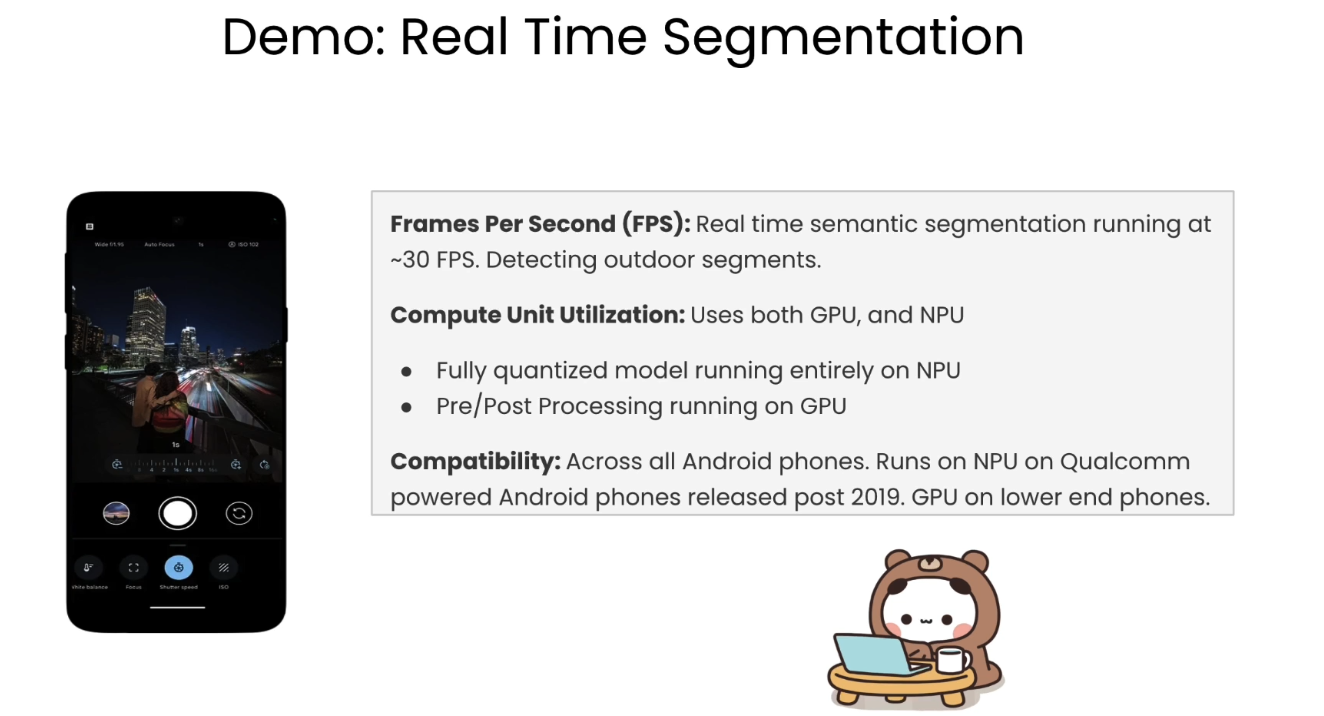 Demo: Real Time Segmentation
Wide f/1.95 Auto Focus 1s ISO 102
1s
White balance Focus Shutter speed ISO
Frames Per Second (FPS): Real time semantic segmentation running at
~30 FPS. Detecting outdoor segments.
Compute Unit Utilization: Uses both GPU, and NPU
● Fully quantized model running entirely on NPU
● Pre/Post Processing running on GPU
Compatibility: Across all Android phones. Runs on NPU on Qualcomm
powered Android phones released post 2019. GPU on lower end phones.